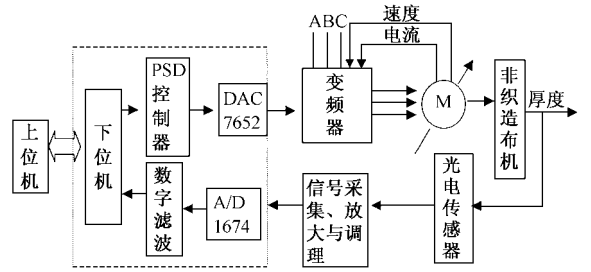 ABC
速度
电流
PSD
控
制
器
DAC
7652
变
频
器
M
非
织
造
布
机
厚度
上
位
机
下
位
机
数
字
滤
波
A/D
1674
信号采
集、放
大与调
理
光
电
传
感
器